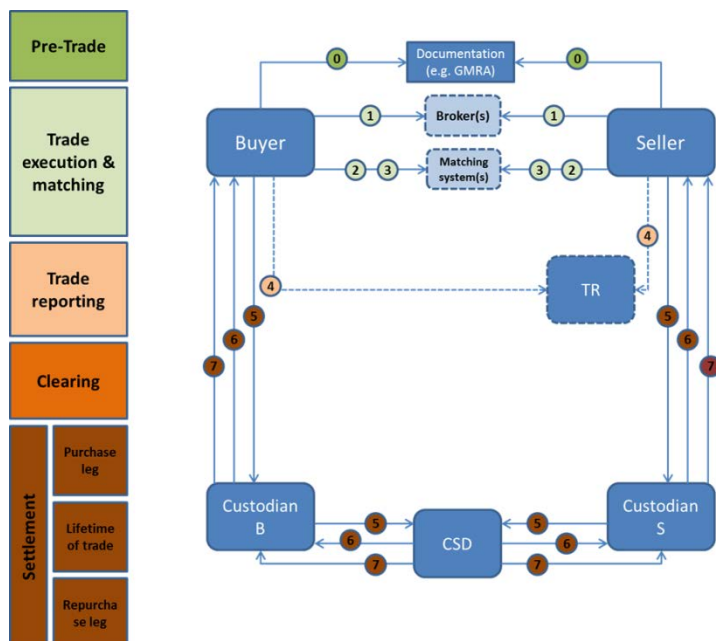 Pre-Trade
Trade
execution &
matching
Trade
reporting
Clearing
Settlement
Purchase
leg
Lifetime
of trade
Repurcha
se leg
0
Documentation
(e.g. GMRA)
0
Buyer
1
Broker(s)
1
Seller
2 3
Matching
system(s)
3 2
4
4
TR
5
6
7
5
6
7
Custodian
B
5
6
7
CSD
5
6
7
Custodian
S